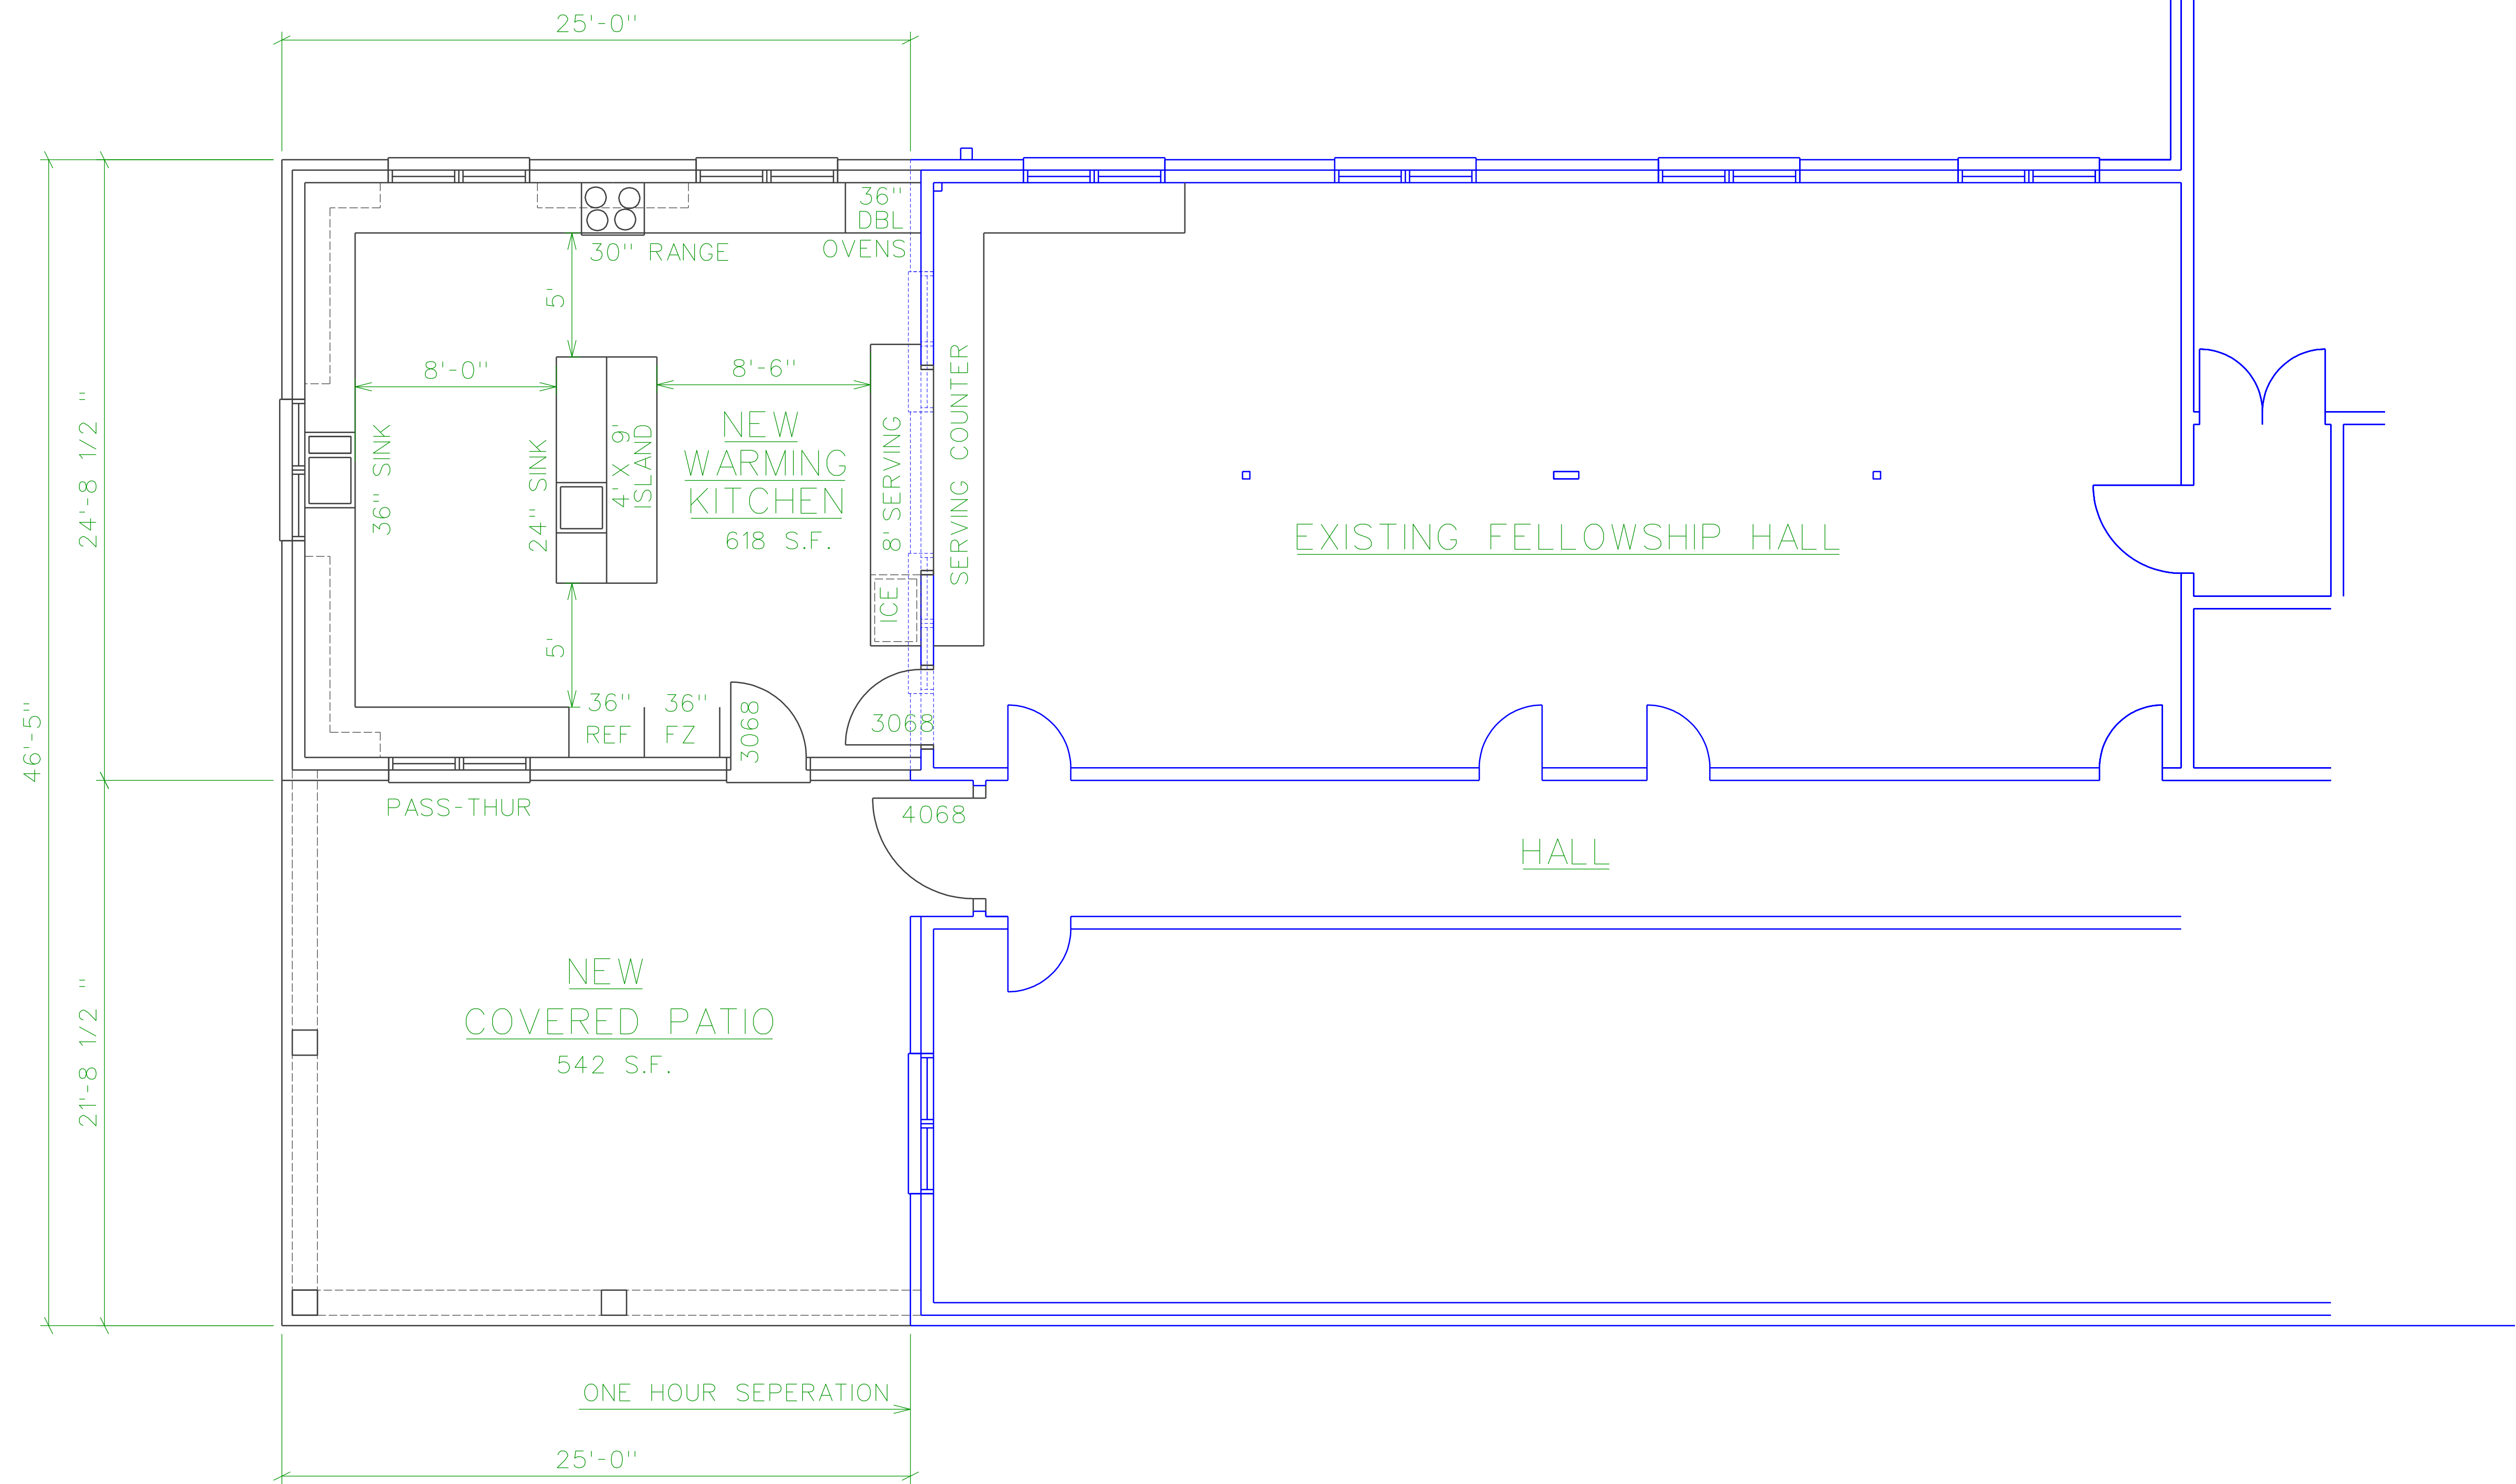 25'-0"
36"
DBL
OVENS
30" RANGE
5'
8'-0"
8'-6"
24'-8 1/2 "
36" SINK
24" SINK
4' X 9'
ISLAND
NEW
WARMING
KITCHEN
618 S.F.
8' SERVING
SERVING COUNTER
ICE
EXISTING FELLOWSHIP HALL
5'
36"
REF
36"
FZ
3068
3068
46'-5"
PASS-THUR
4068
HALL
NEW
COVERED PATIO
542 S.F.
21'-8 1/2 "
ONE HOUR SEPERATION
25'-0"